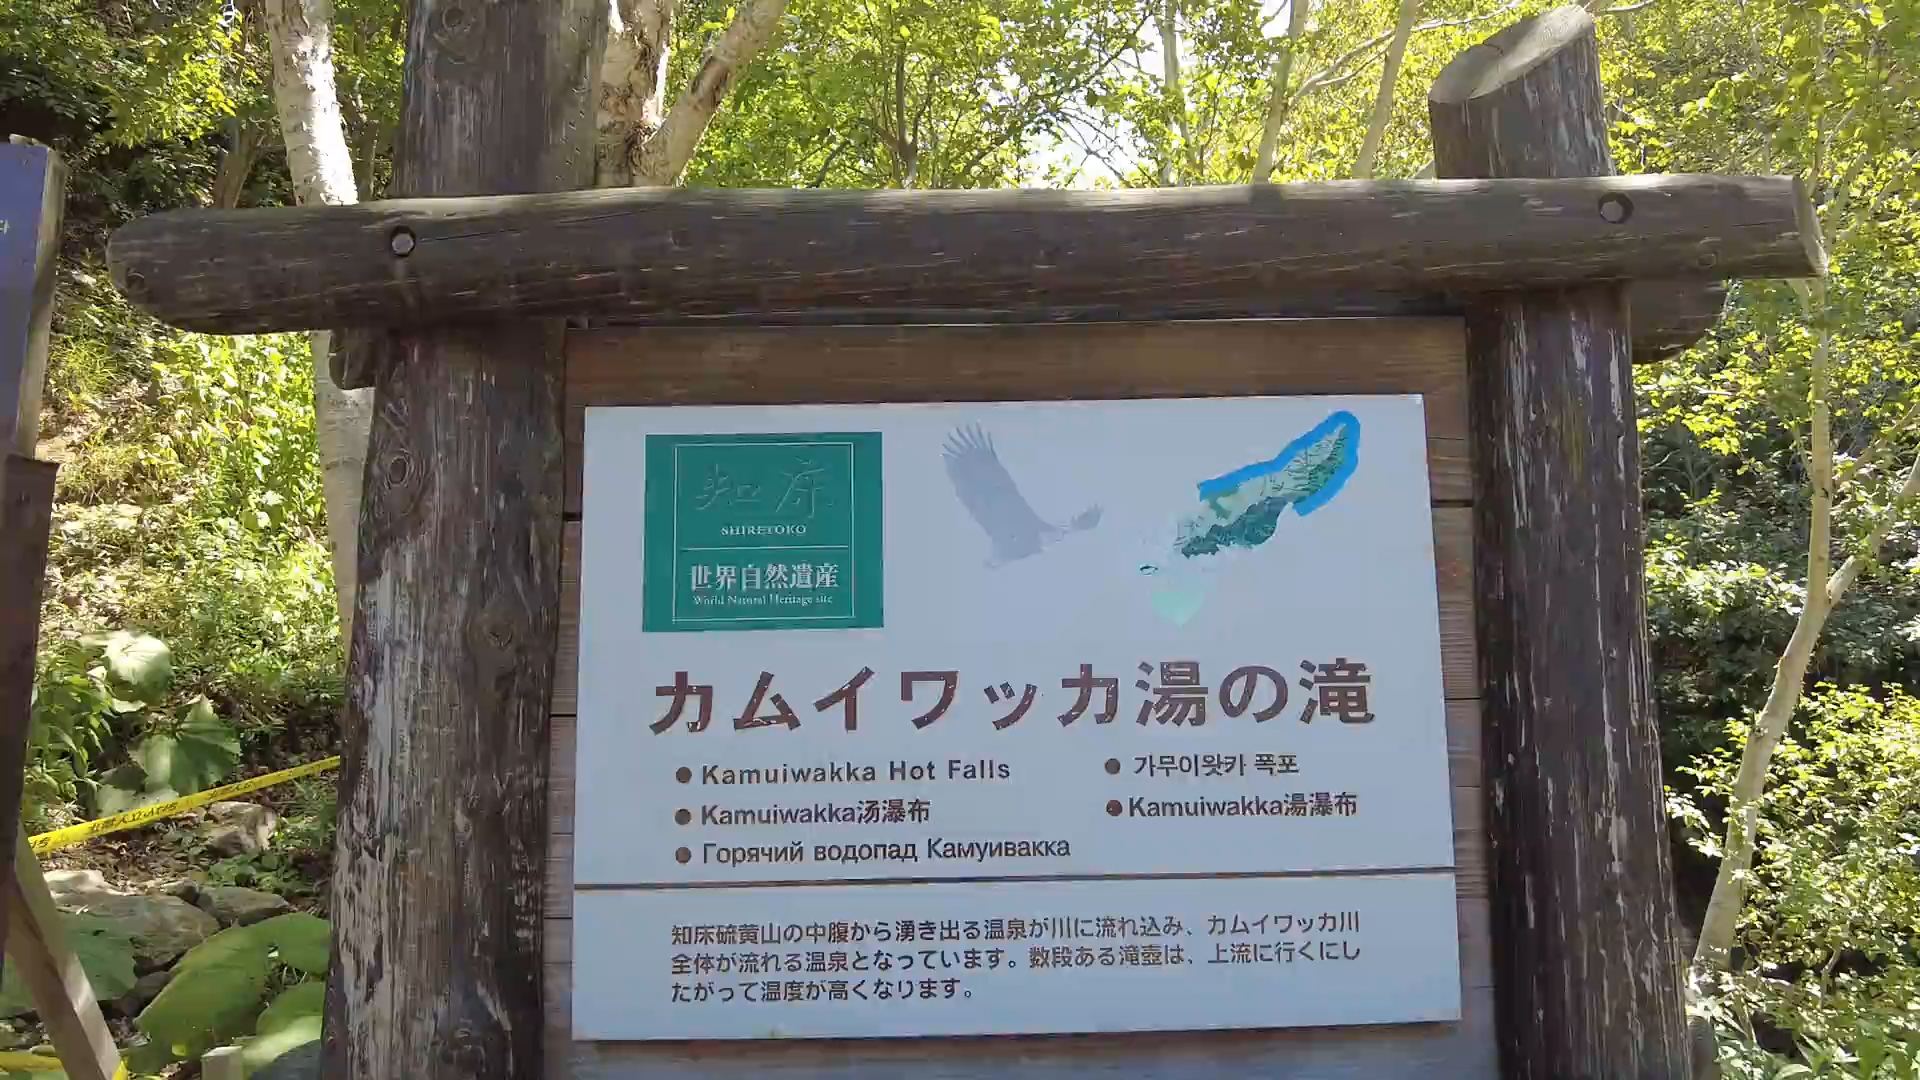 知床
SHIRETOKO
世界自然遺産
World Natural Heritage site
カムイワッカ湯の滝
● Kamuiwakka Hot Falls
● 가무이왓카 폭포
● Kamuiwakka汤瀑布
● Kamuiwakka湯瀑布
● Горячий водопад Камуивакка
知床硫黄山の中腹から湧き出る温泉が川に流れ込み、カムイワッカ川
全体が流れる温泉となっています。数段ある滝壺は、上流に行くにし
たがって温度が高くなります。